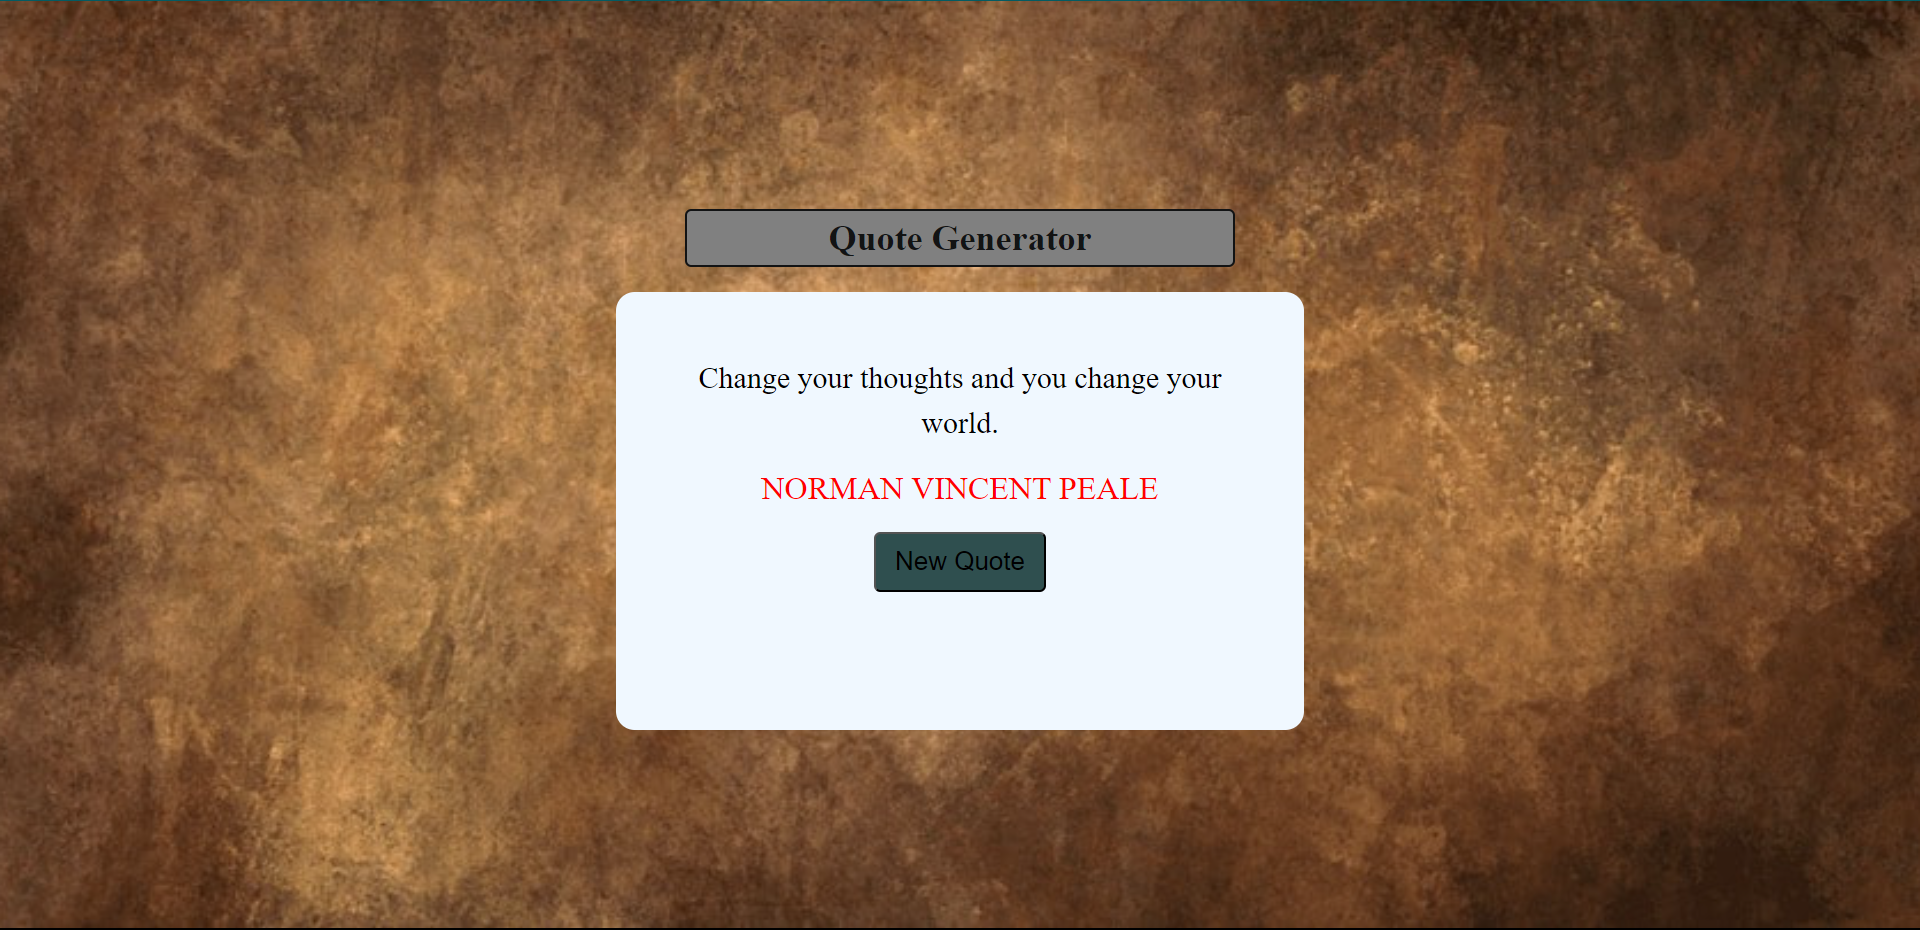 Quote Generator
Change your thoughts and you change your
world.
NORMAN VINCENT PEALE
New Quote